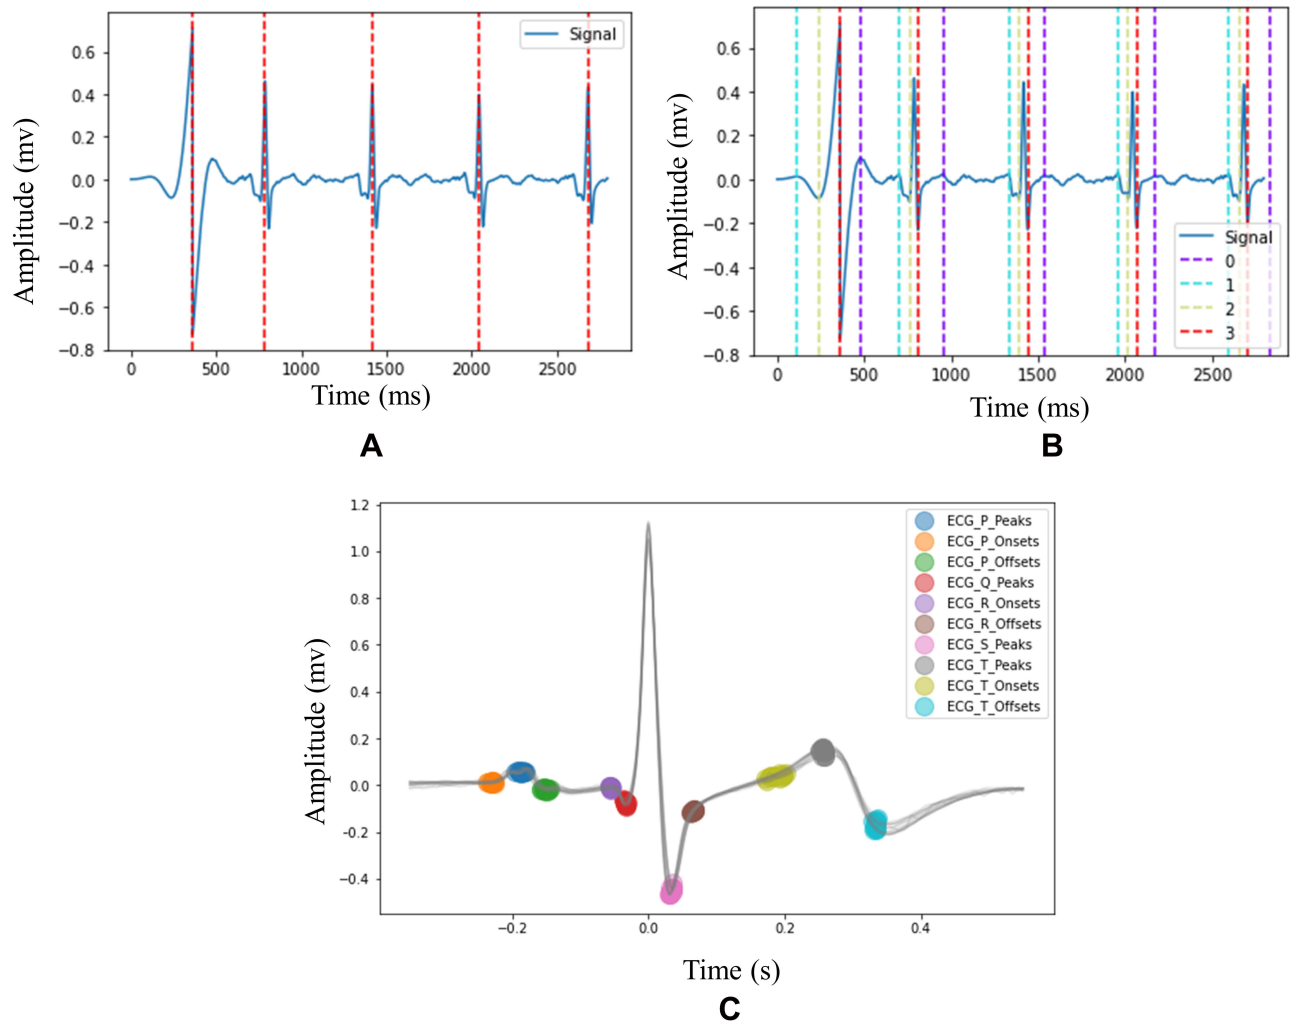 Signal
0.6
0.4
0.2
0.0
−0.2
−0.4
−0.6
−0.8
Amplitude (mv)
0 500 1000 1500 2000 2500
Time (ms)
A
0.6
0.4
0.2
0.0
−0.2
−0.4
−0.6
−0.8
Amplitude (mv)
Signal
0
1
2
3
0 500 1000 1500 2000 2500
Time (ms)
B
1.2
1.0
0.8
0.6
0.4
0.2
0.0
−0.2
−0.4
Amplitude (mv)
ECG_P_Peaks
ECG_P_Onsets
ECG_P_Offsets
ECG_Q_Peaks
ECG_R_Onsets
ECG_R_Offsets
ECG_S_Peaks
ECG_T_Peaks
ECG_T_Onsets
ECG_T_Offsets
−0.2 0.0 0.2 0.4
Time (s)
C